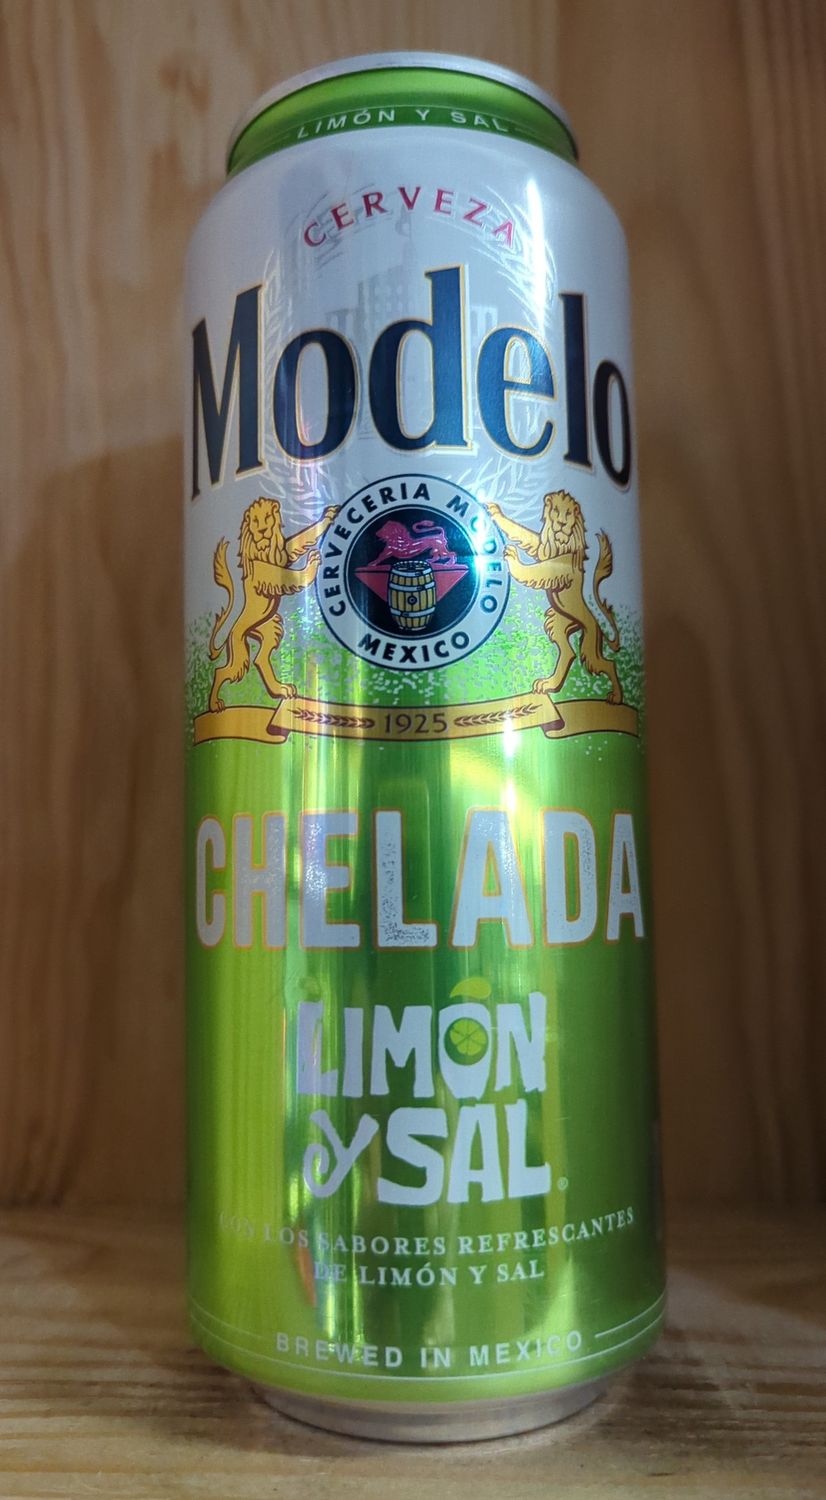 LIMÓN Y SAL
CERVEZA
Modelo
CERVECERIA MODELO
MEXICO
1925
CHELADA
LIMÓN
Y SAL®
CON LOS SABORES REFRESCANTES
DE LIMÓN Y SAL
BREWED IN MEXICO